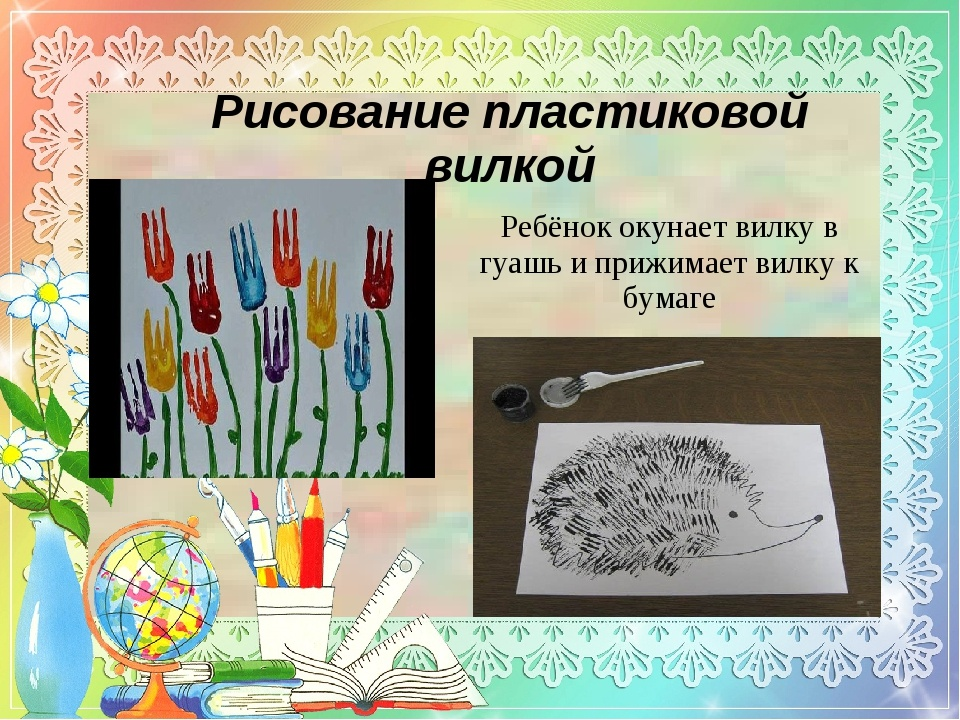 Рисование пластиковой
вилкой
Ребёнок окунает вилку в
гуашь и прижимает вилку к
бумаге